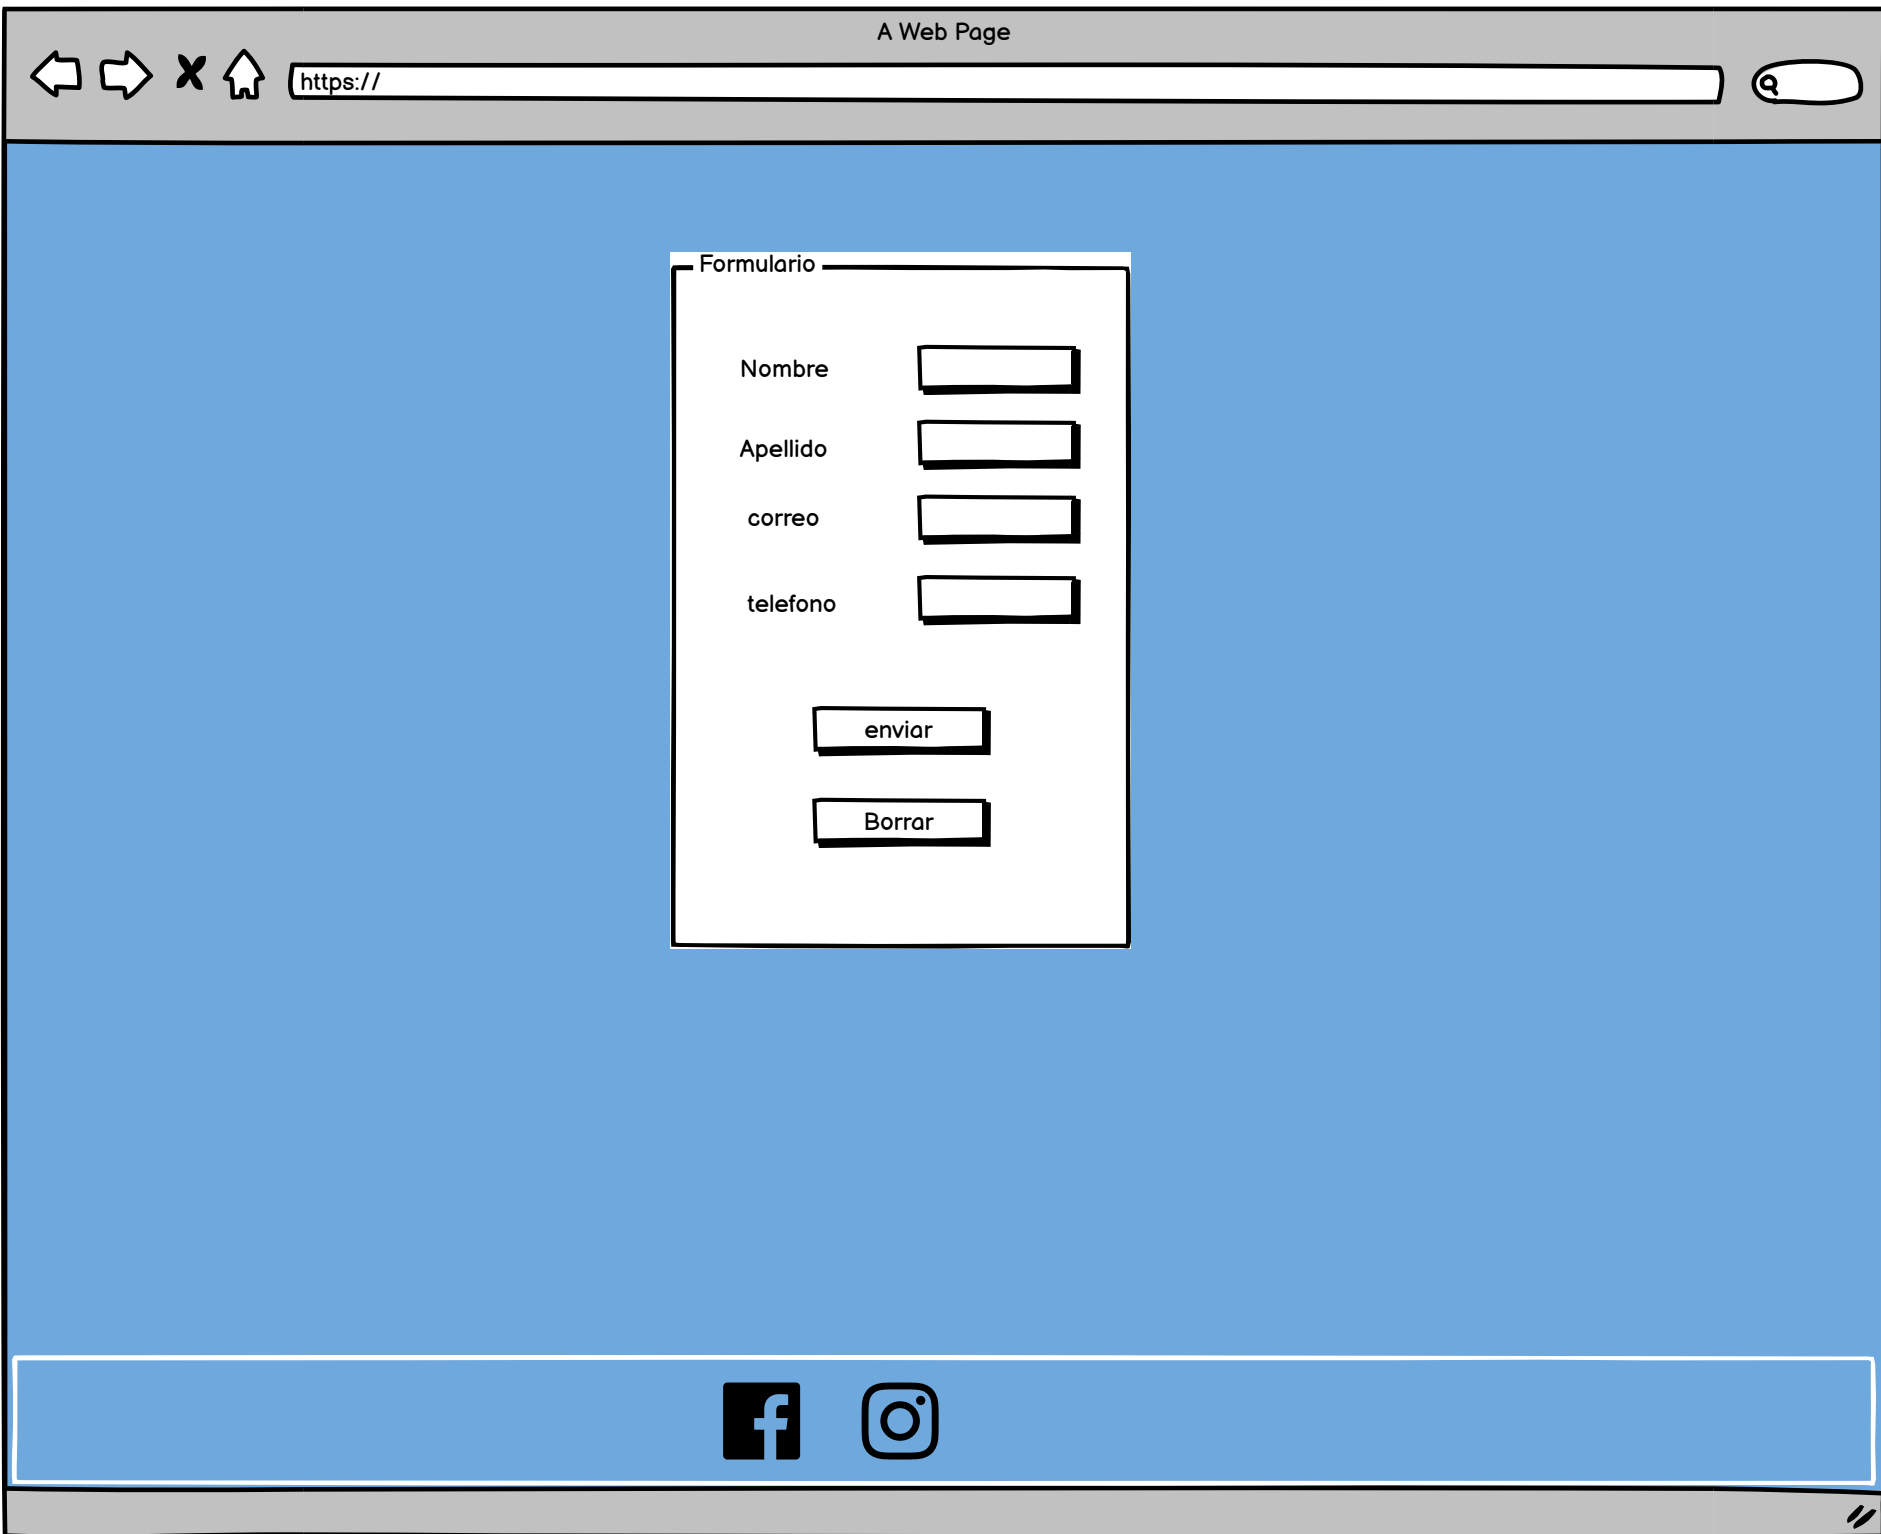 A Web Page
https://
Formulario
Nombre
Apellido
correo
telefono
enviar
Borrar